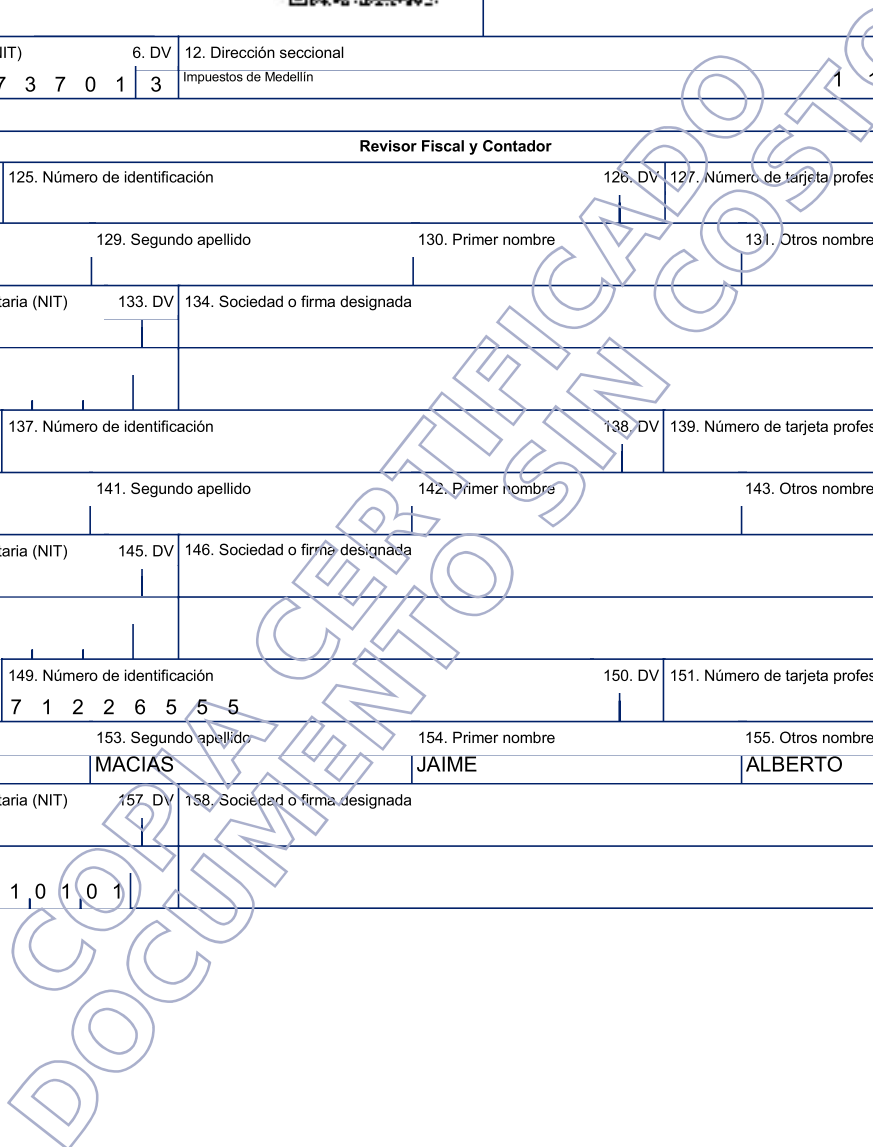 NIT) 6. DV 12. Dirección seccional
7 3 7 0 1 3 Impuestos de Medellín 1 1
Revisor Fiscal y Contador
125. Número de identificación 126. DV 127. Número de tarjeta profes
129. Segundo apellido 130. Primer nombre 131. Otros nombre
taria (NIT) 133. DV 134. Sociedad o firma designada
137. Número de identificación 138. DV 139. Número de tarjeta profes
141. Segundo apellido 142. Primer nombre 143. Otros nombre
taria (NIT) 145. DV 146. Sociedad o firma designada
149. Número de identificación 150. DV 151. Número de tarjeta profes
7 1 2 2 6 5 5 5
153. Segundo apellido 154. Primer nombre 155. Otros nombre
MACIAS JAIME ALBERTO
taria (NIT) 157. DV 158. Sociedad o firma designada
1 0 1 0 1
COPIA CERTIFICADO
DOCUMENTO SIN COSTO